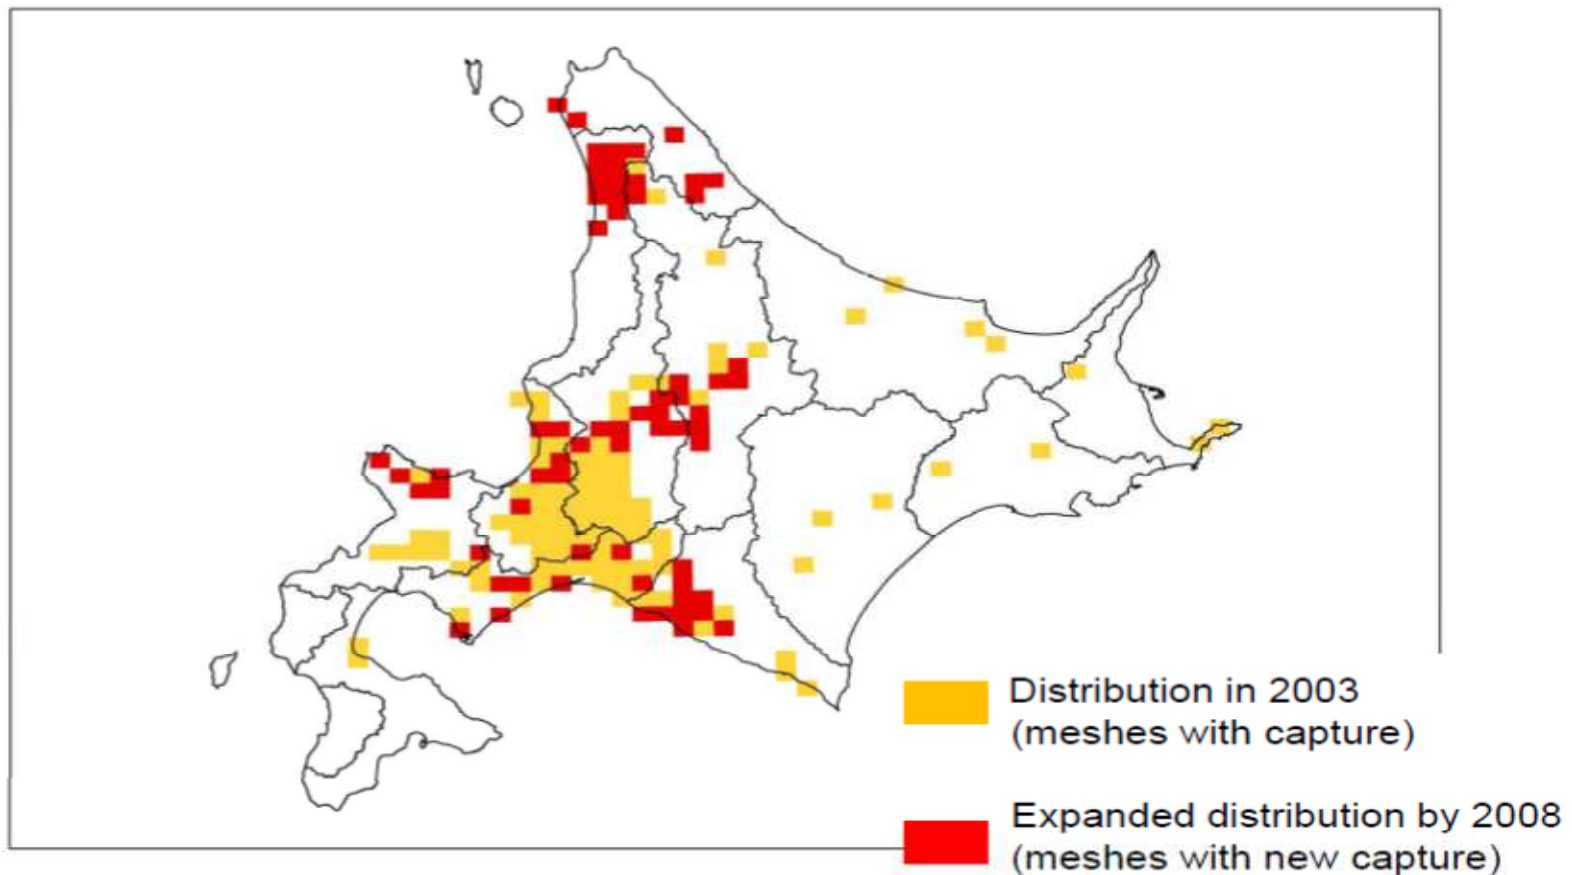 Distribution in 2003
(meshes with capture)
Expanded distribution by 2008
(meshes with new capture)